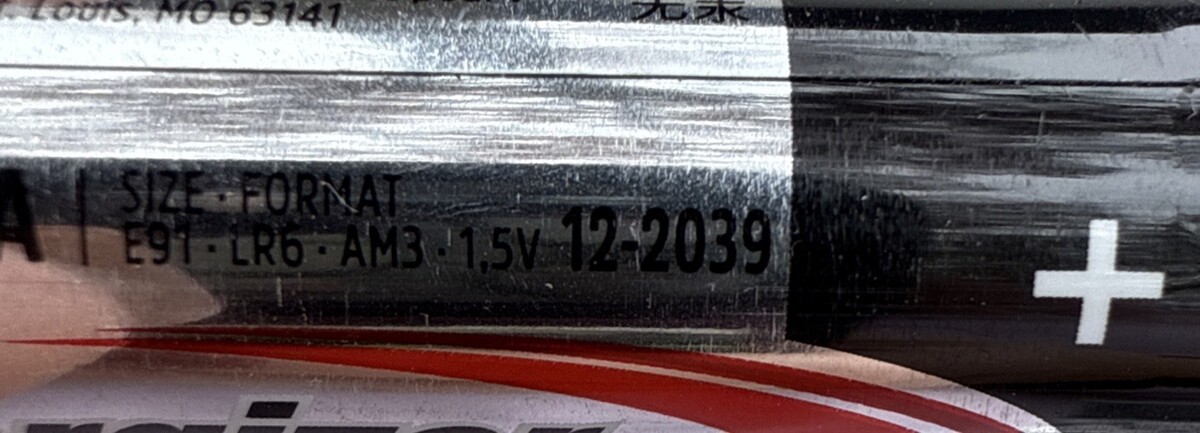 Louis, MO 63141
A | SIZE · FORMAT
E91 · LR6 · AM3 · 1,5V 12-2039
+